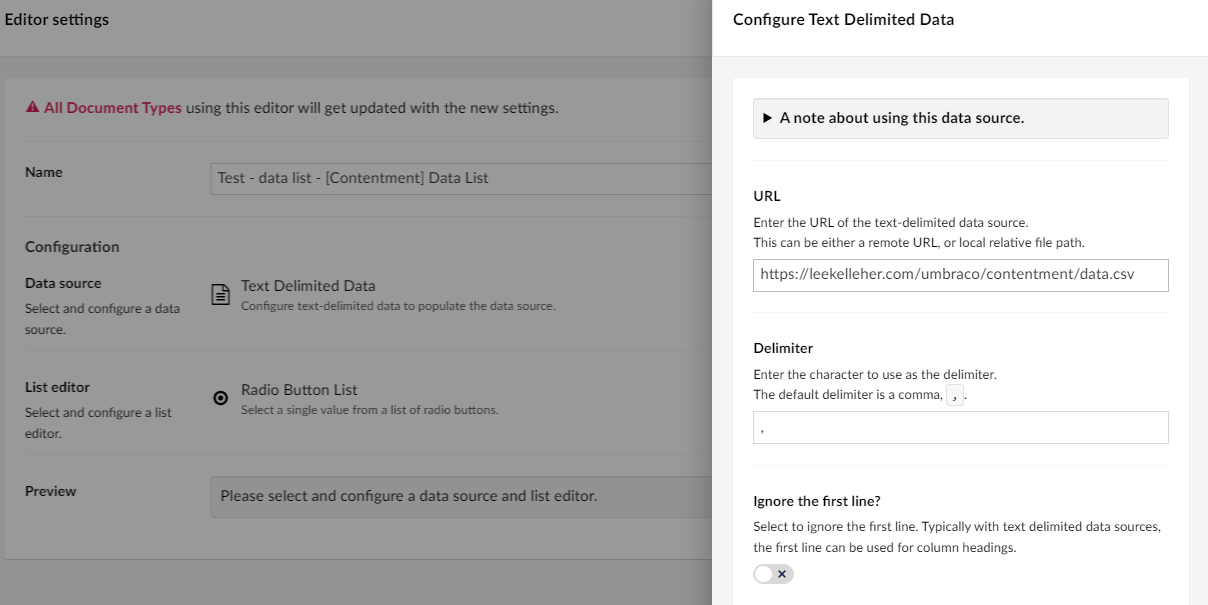 Editor settings
All Document Types using this editor will get updated with the new settings.
Name
Test - data list - [Contentment] Data List
Configuration
Data source
Select and configure a data
source.
Text Delimited Data
Configure text-delimited data to populate the data source.
List editor
Select and configure a list
editor.
Radio Button List
Select a single value from a list of radio buttons.
Preview
Please select and configure a data source and list editor.
Configure Text Delimited Data
A note about using this data source.
URL
Enter the URL of the text-delimited data source.
This can be either a remote URL, or local relative file path.
https://leekelleher.com/umbraco/contentment/data.csv
Delimiter
Enter the character to use as the delimiter.
The default delimiter is a comma, , .
,
Ignore the first line?
Select to ignore the first line. Typically with text delimited data sources,
the first line can be used for column headings.